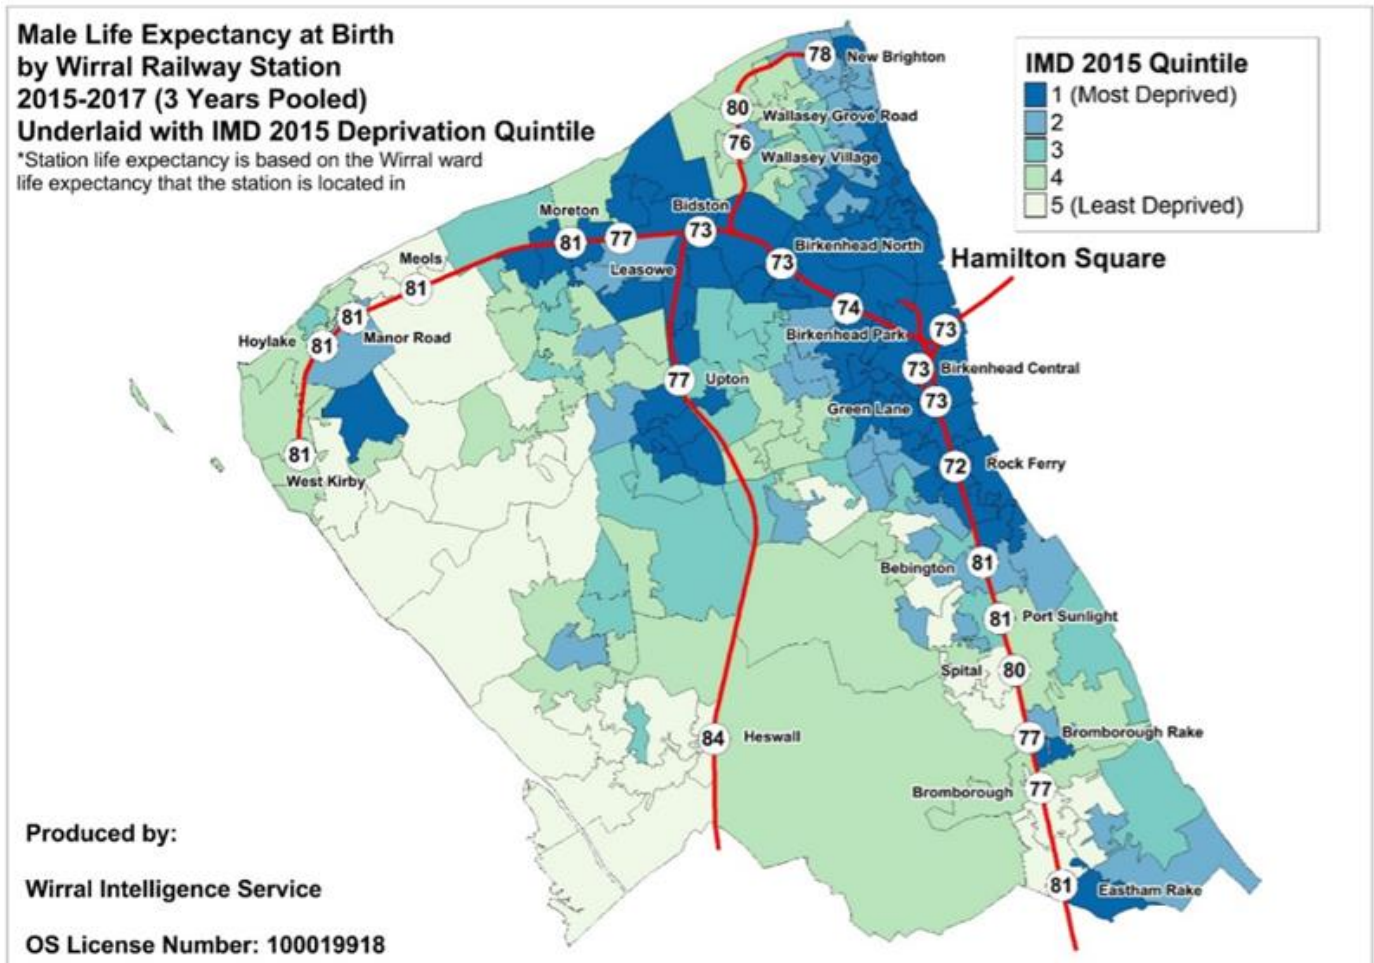 Male Life Expectancy at Birth
by Wirral Railway Station
2015-2017 (3 Years Pooled)
Underlaid with IMD 2015 Deprivation Quintile
*Station life expectancy is based on the Wirral ward
life expectancy that the station is located in
IMD 2015 Quintile
1 (Most Deprived)
2
3
4
5 (Least Deprived)
78 New Brighton
80
Wallasey Grove Road
76
Wallasey Village
Moreton
81
77
Leasowe
Bidston
73
Birkenhead North
73
Hamilton Square
73
74
Birkenhead Park
73 Birkenhead Central
Green Lane 73
72 Rock Ferry
Meols
81
81
Manor Road
Hoylake 81
81
West Kirby
77 Upton
Bebington 81
81 Port Sunlight
Spital 80
84 Heswall
77 Bromborough Rake
Bromborough 77
81 Eastham Rake
Produced by:
Wirral Intelligence Service
OS License Number: 100019918